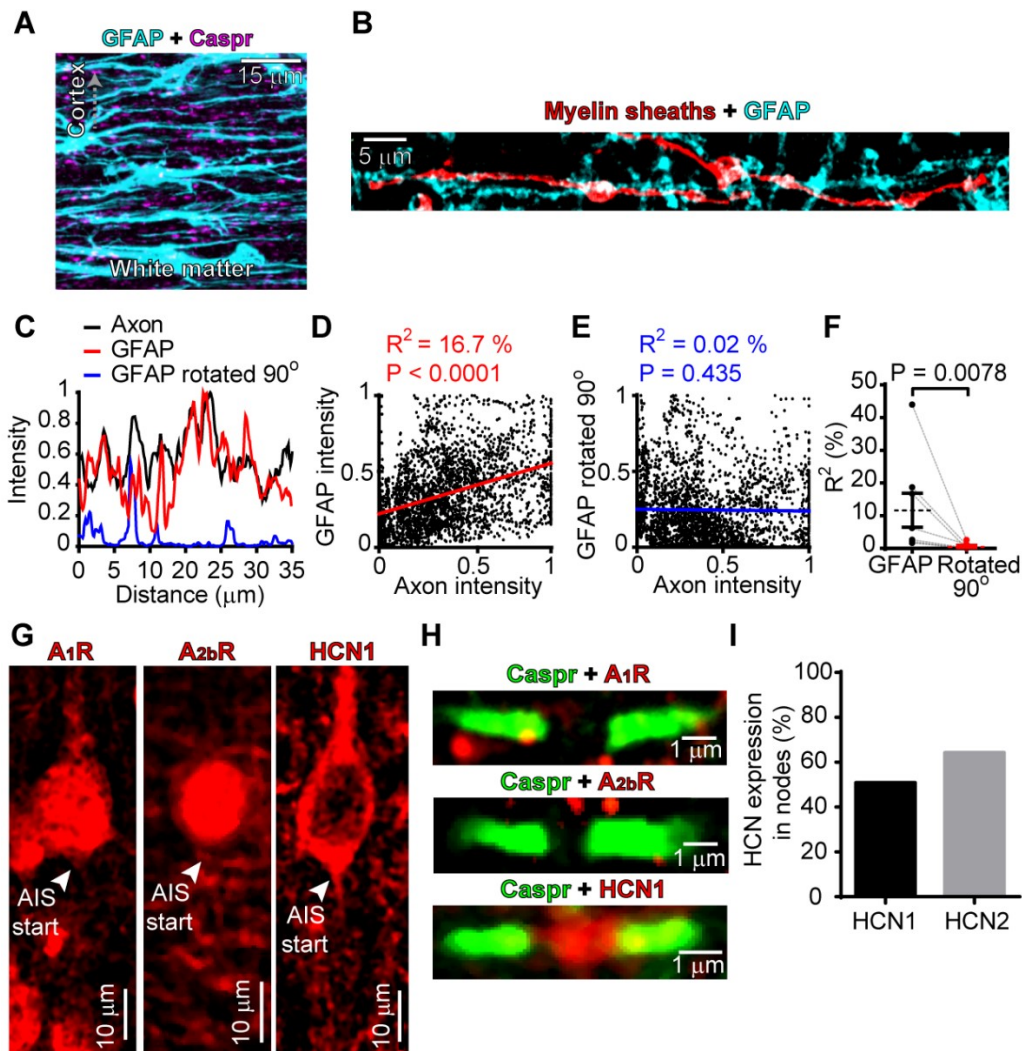 A
GFAP + Caspr
15 μm
Cortex
White matter
B
Myelin sheaths + GFAP
5 μm
C
Axon
GFAP
GFAP rotated 90°
Intensity
1
0.8
0.6
0.4
0.2
0
0 5 10 15 20 25 30 35
Distance (μm)
D
R² = 16.7 %
P < 0.0001
GFAP intensity
1
0.5
0
0 0.5 1
Axon intensity
E
R² = 0.02 %
P = 0.435
GFAP rotated 90°
1
0.5
0
0 0.5 1
Axon intensity
F
P = 0.0078
R² (%)
50
40
30
20
10
0
GFAP Rotated
90°
G
A1R A2bR HCN1
AIS
start
AIS
start
AIS
start
10 μm
10 μm
10 μm
H
Caspr + A1R
1 μm
Caspr + A2bR
1 μm
Caspr + HCN1
1 μm
I
HCN expression
in nodes (%)
100
80
60
40
20
0
HCN1 HCN2